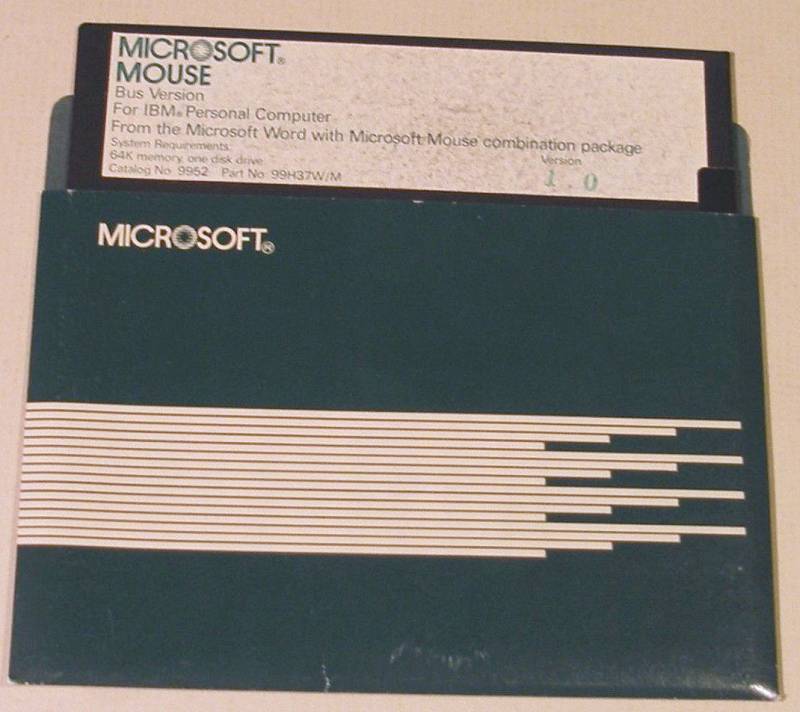 MICROSOFT®
MOUSE
Bus Version
For IBM® Personal Computer
From the Microsoft Word with Microsoft Mouse combination package
System Requirements:
64K memory, one disk drive
Version
Catalog No. 9952 Part No. 99H37W/M
1.0
MICROSOFT®